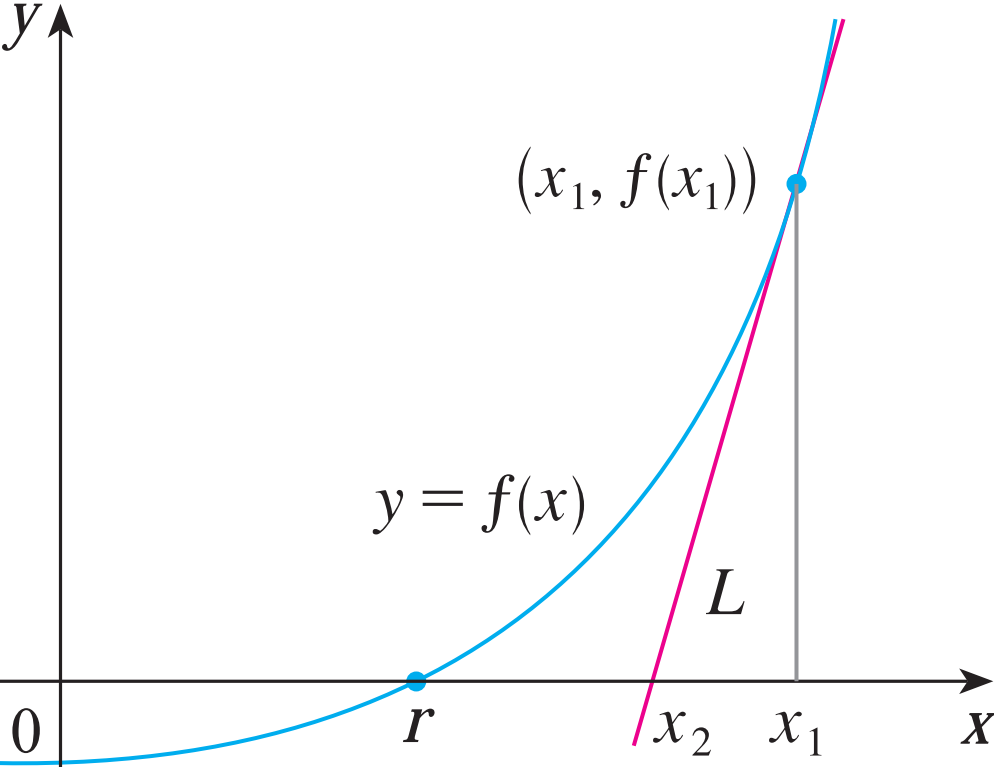 y
(x₁, f(x₁))
y = f(x)
L
0
r
x₂
x₁
x